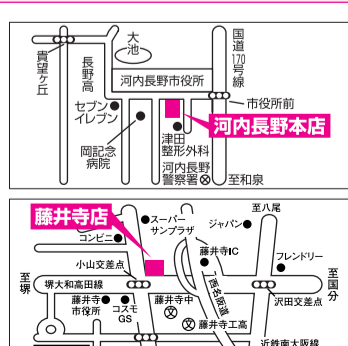 貴望ヶ丘
長野高
大池
国道170号線
河内長野市役所
セブン
イレブン
市役所前
河内長野本店
岡記念
病院
津田
整形外科
河内長野
警察署
至和泉
藤井寺店
スーパー
サンプラザ
ジャパン
至八尾
コンビニ
小山交差点
藤井寺IC
フレンドリー
至堺
堺大和高田線
西名阪道
至国分
藤井寺
市役所
コスモ
GS
藤井寺中
文
沢田交差点
文
藤井寺工高
近鉄南大阪線